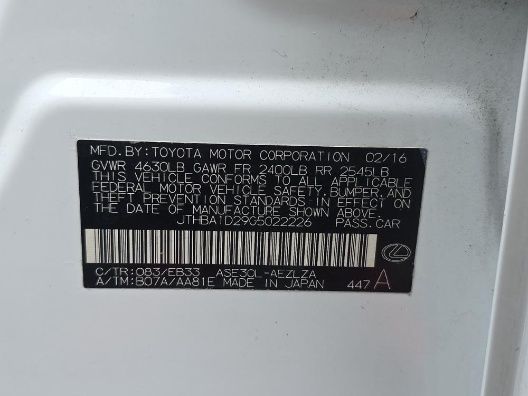 MFD. BY: TOYOTA MOTOR CORPORATION 02/16
GVWR 4630LB GAWR FR 2400LB RR 2545LB
THIS VEHICLE CONFORMS TO ALL APPLICABLE
FEDERAL MOTOR VEHICLE SAFETY, BUMPER, AND
THEFT PREVENTION STANDARDS IN EFFECT ON
THE DATE OF MANUFACTURE SHOWN ABOVE.
JTHBA1D29G5022226 PASS. CAR
C/TR: 083/EB33 ASE30L-AEZLZA
A/TM: B07A/AA81E MADE IN JAPAN 447 A